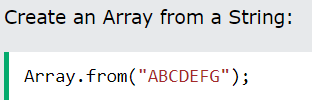 Create an Array from a String:
Array.from("ABCDEFG");